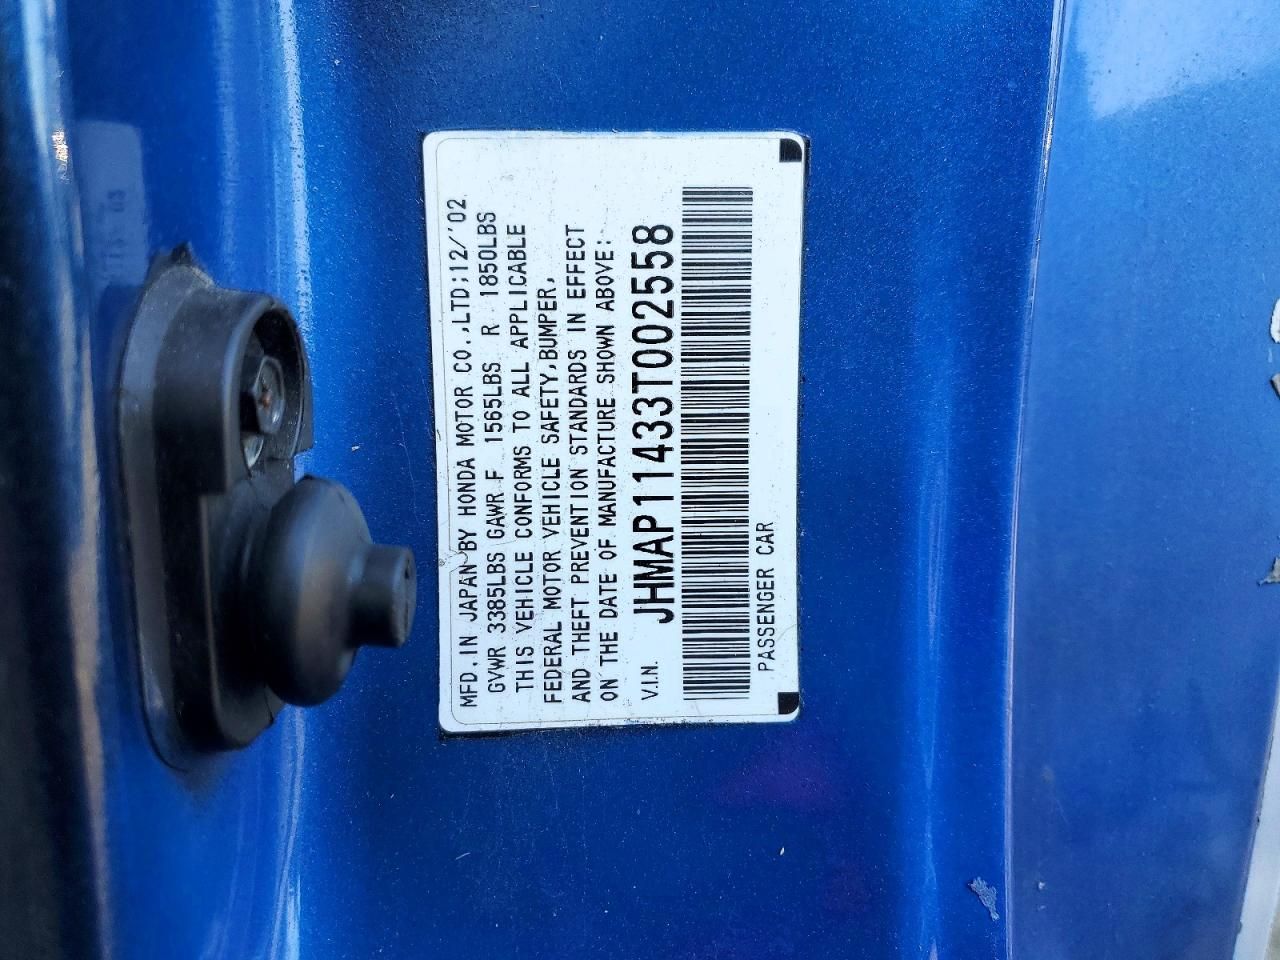 MFD. IN JAPAN BY HONDA MOTOR CO.,LTD;12/'02
GVWR 3385LBS GAWR F 1565LBS R 1850LBS
THIS VEHICLE CONFORMS TO ALL APPLICABLE
FEDERAL MOTOR VEHICLE SAFETY,BUMPER,
AND THEFT PREVENTION STANDARDS IN EFFECT
ON THE DATE OF MANUFACTURE SHOWN ABOVE:
V.I.N. JHMAP11433T002558
PASSENGER CAR